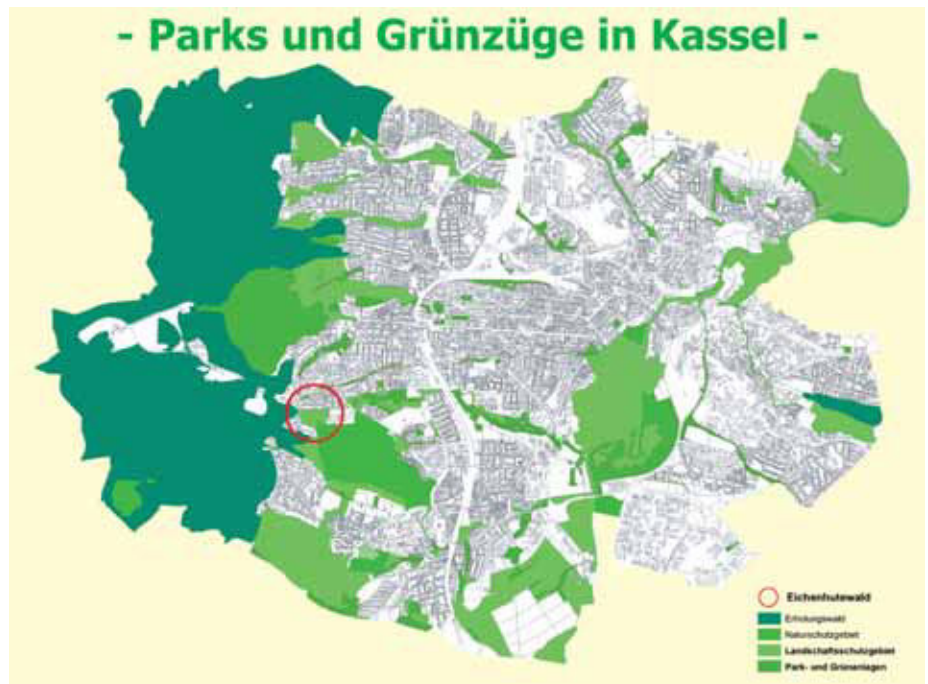 - Parks und Grünzüge in Kassel -
Eichenhutewald
Erholungswald
Naturschutzgebiet
Landschaftsschutzgebiet
Park- und Grünanlagen